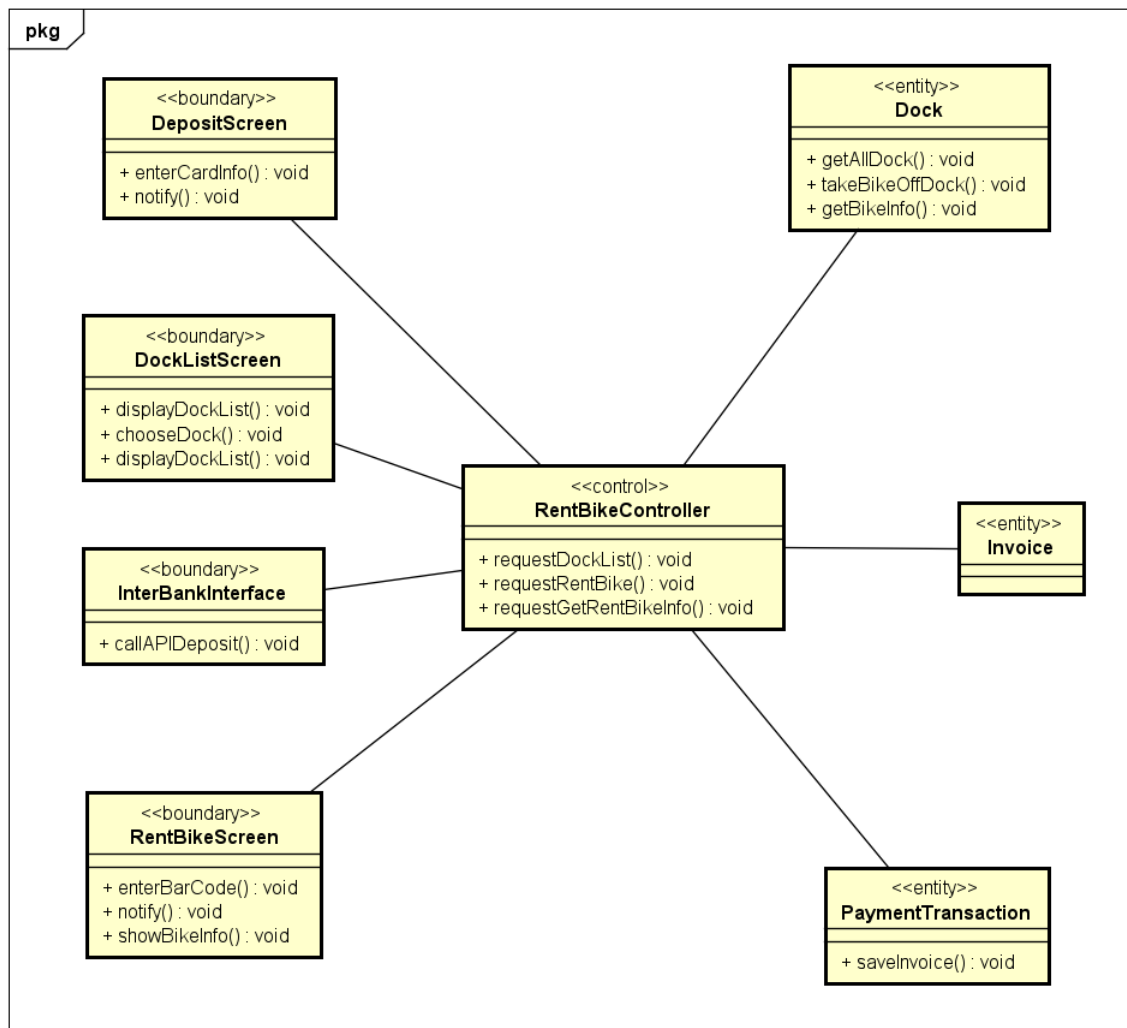 pkg
<<boundary>>
DepositScreen
+ enterCardInfo() : void
+ notify() : void
<<entity>>
Dock
+ getAllDock() : void
+ takeBikeOffDock() : void
+ getBikeInfo() : void
<<boundary>>
DockListScreen
+ displayDockList() : void
+ chooseDock() : void
+ displayDockList() : void
<<control>>
RentBikeController
+ requestDockList() : void
+ requestRentBike() : void
+ requestGetRentBikeInfo() : void
<<entity>>
Invoice
<<boundary>>
InterBankInterface
+ callAPIDeposit() : void
<<boundary>>
RentBikeScreen
+ enterBarCode() : void
+ notify() : void
+ showBikeInfo() : void
<<entity>>
PaymentTransaction
+ saveInvoice() : void